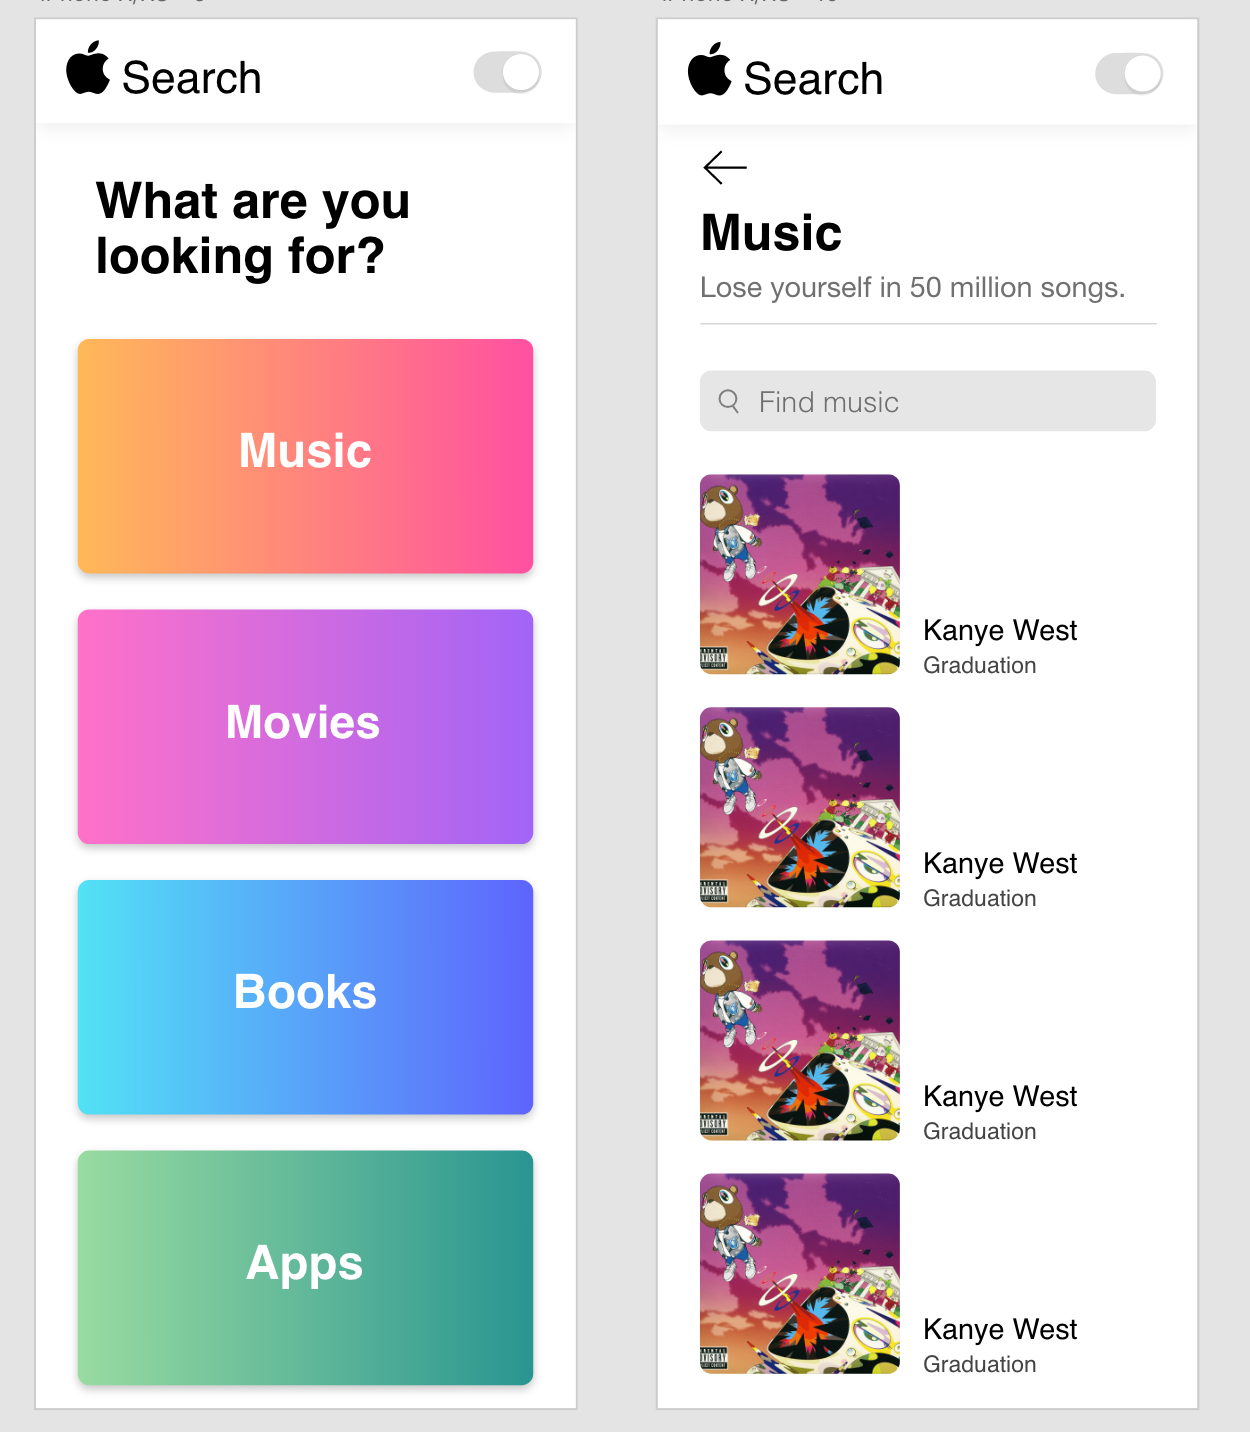 Search
What are you
looking for?
Music
Movies
Books
Apps
Search
Music
Lose yourself in 50 million songs.
Find music
Kanye West
Graduation
Kanye West
Graduation
Kanye West
Graduation
Kanye West
Graduation